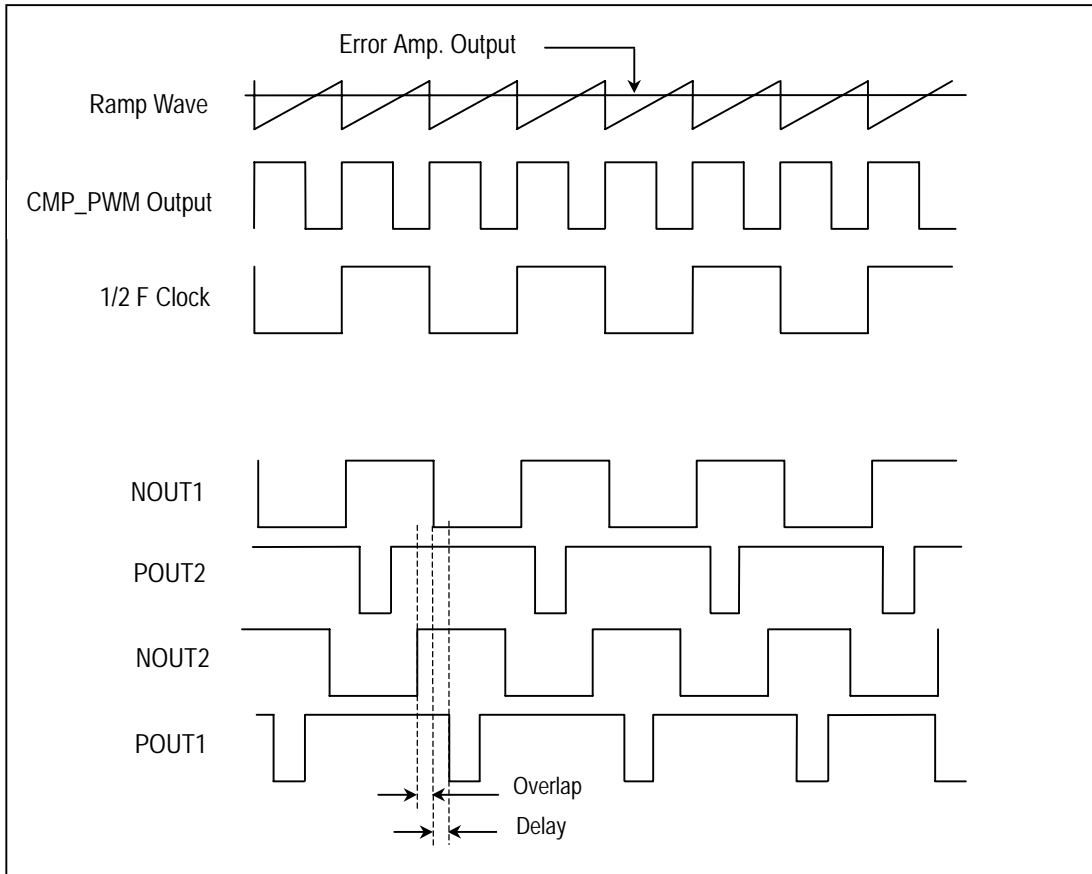 Error Amp. Output
Ramp Wave
CMP_PWM Output
1/2 F Clock
NOUT1
POUT2
NOUT2
POUT1
Overlap
Delay